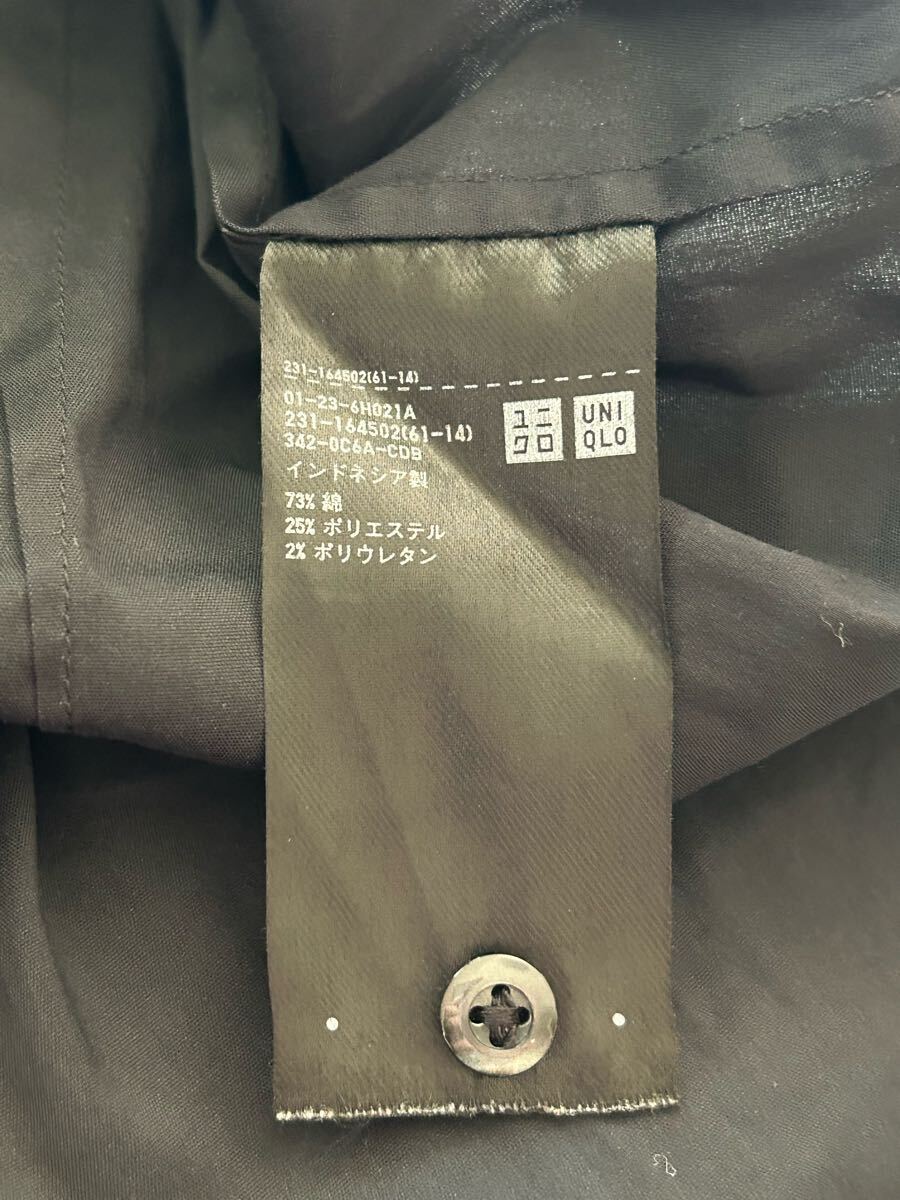 231-164502(61-14)
01-23-6H021A
231-164502(61-14)
342-0C6A-CDB
インドネシア製
73% 綿
25% ポリエステル
2% ポリウレタン
ユニ
クロ
UNI
QLO